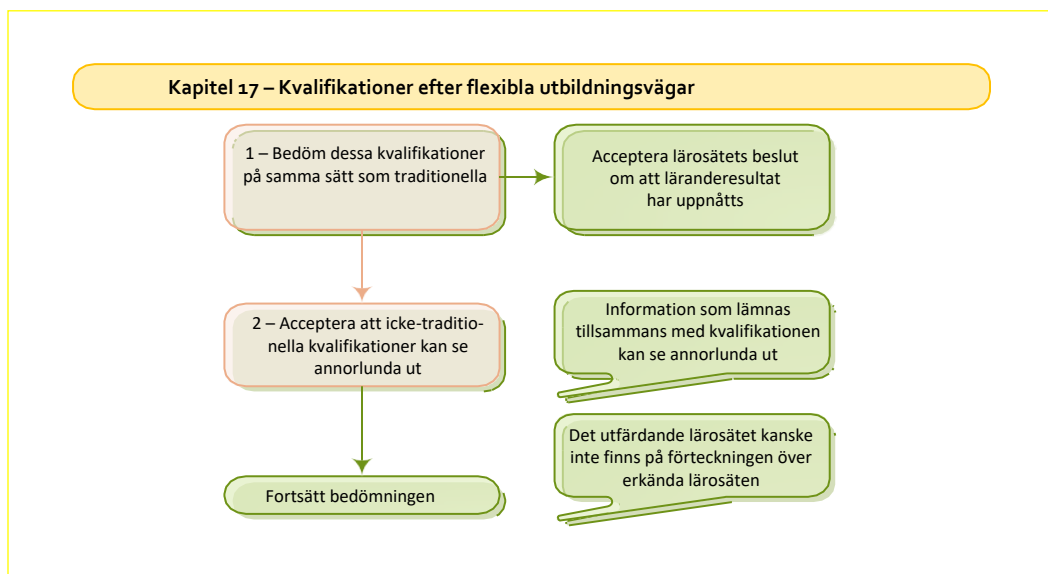 Kapitel 17 – Kvalifikationer efter flexibla utbildningsvägar
1 – Bedöm dessa kvalifikationer
på samma sätt som traditionella
Acceptera lärosätets beslut
om att läranderesultat
har uppnåtts
2 – Acceptera att icke-traditio-
nella kvalifikationer kan se
annorlunda ut
Information som lämnas
tillsammans med kvalifikationen
kan se annorlunda ut
Det utfärdande lärosätet kanske
inte finns på förteckningen över
erkända lärosäten
Fortsätt bedömningen